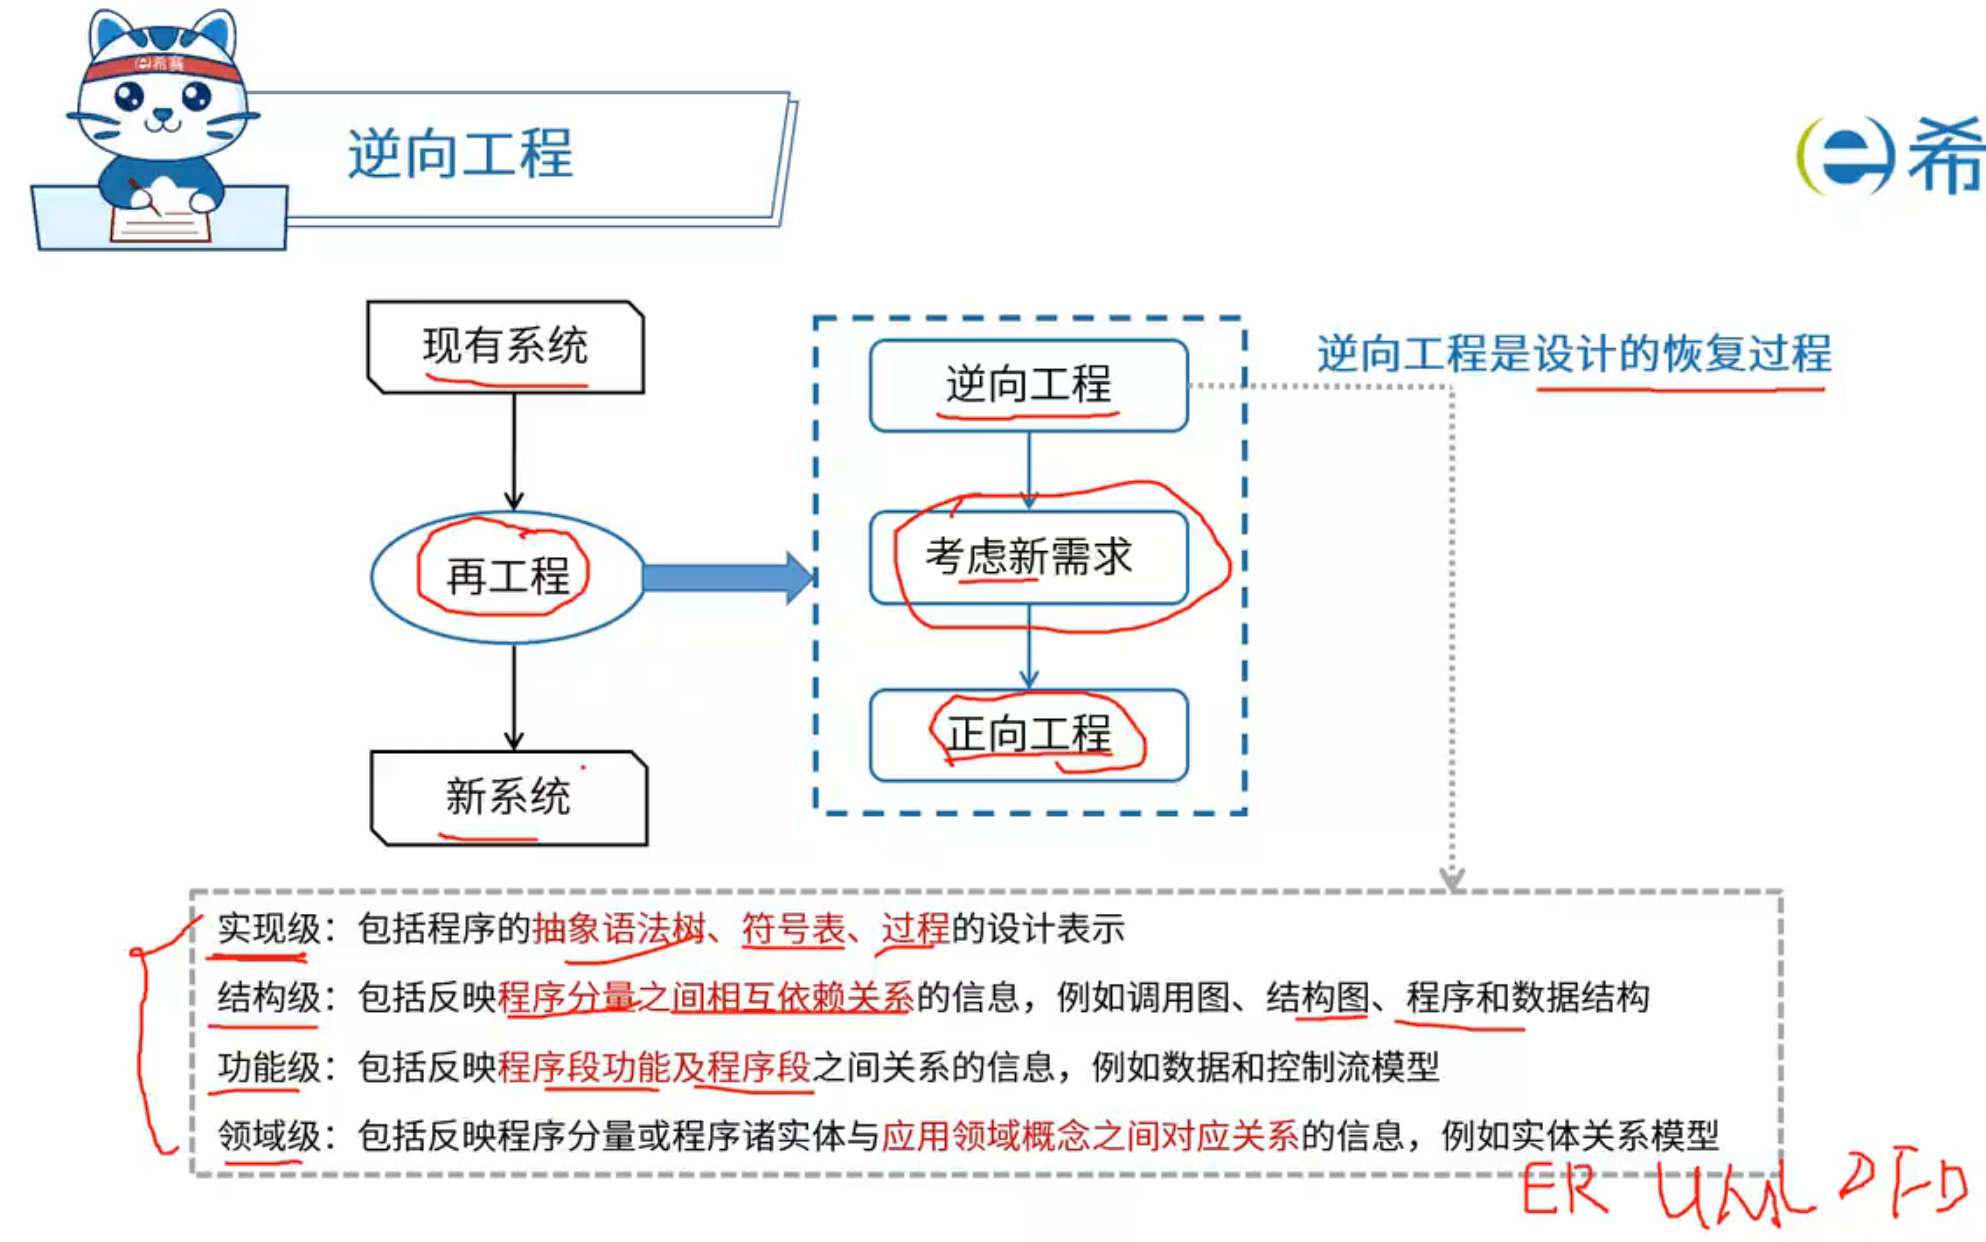 希赛
逆向工程
希
现有系统
再工程
新系统
逆向工程
考虑新需求
正向工程
逆向工程是设计的恢复过程
实现级：包括程序的抽象语法树、符号表、过程的设计表示
结构级：包括反映程序分量之间相互依赖关系的信息，例如调用图、结构图、程序和数据结构
功能级：包括反映程序段功能及程序段之间关系的信息，例如数据和控制流模型
领域级：包括反映程序分量或程序诸实体与应用领域概念之间对应关系的信息，例如实体关系模型
ER UML DFD